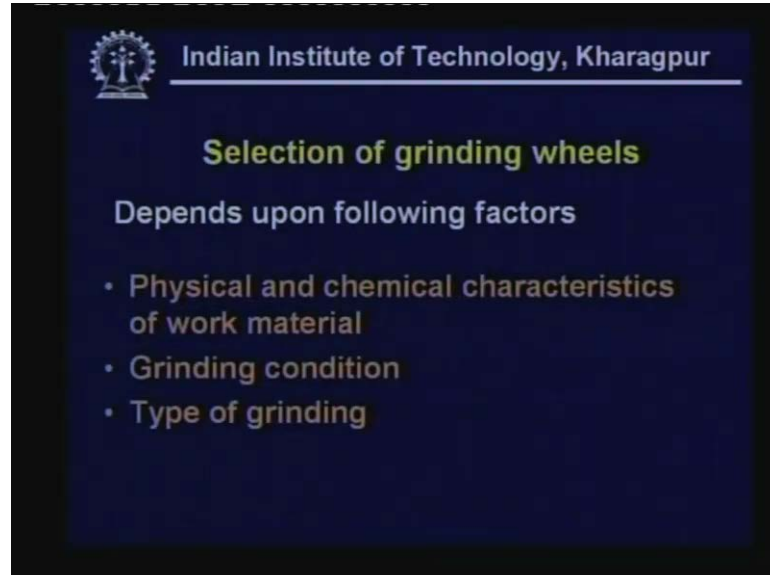 Indian Institute of Technology, Kharagpur
Selection of grinding wheels
Depends upon following factors
• Physical and chemical characteristics
of work material
• Grinding condition
• Type of grinding